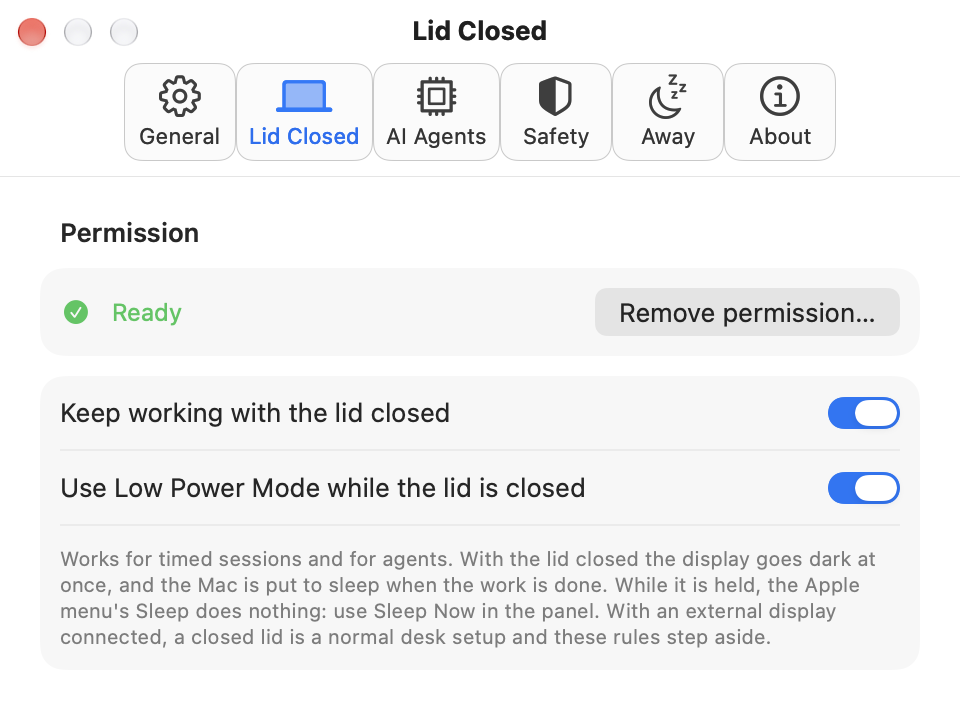 Lid Closed
General
Lid Closed
AI Agents
Safety
Away
About
Permission
Ready
Remove permission...
Keep working with the lid closed
Use Low Power Mode while the lid is closed
Works for timed sessions and for agents. With the lid closed the display goes dark at
once, and the Mac is put to sleep when the work is done. While it is held, the Apple
menu's Sleep does nothing: use Sleep Now in the panel. With an external display
connected, a closed lid is a normal desk setup and these rules step aside.